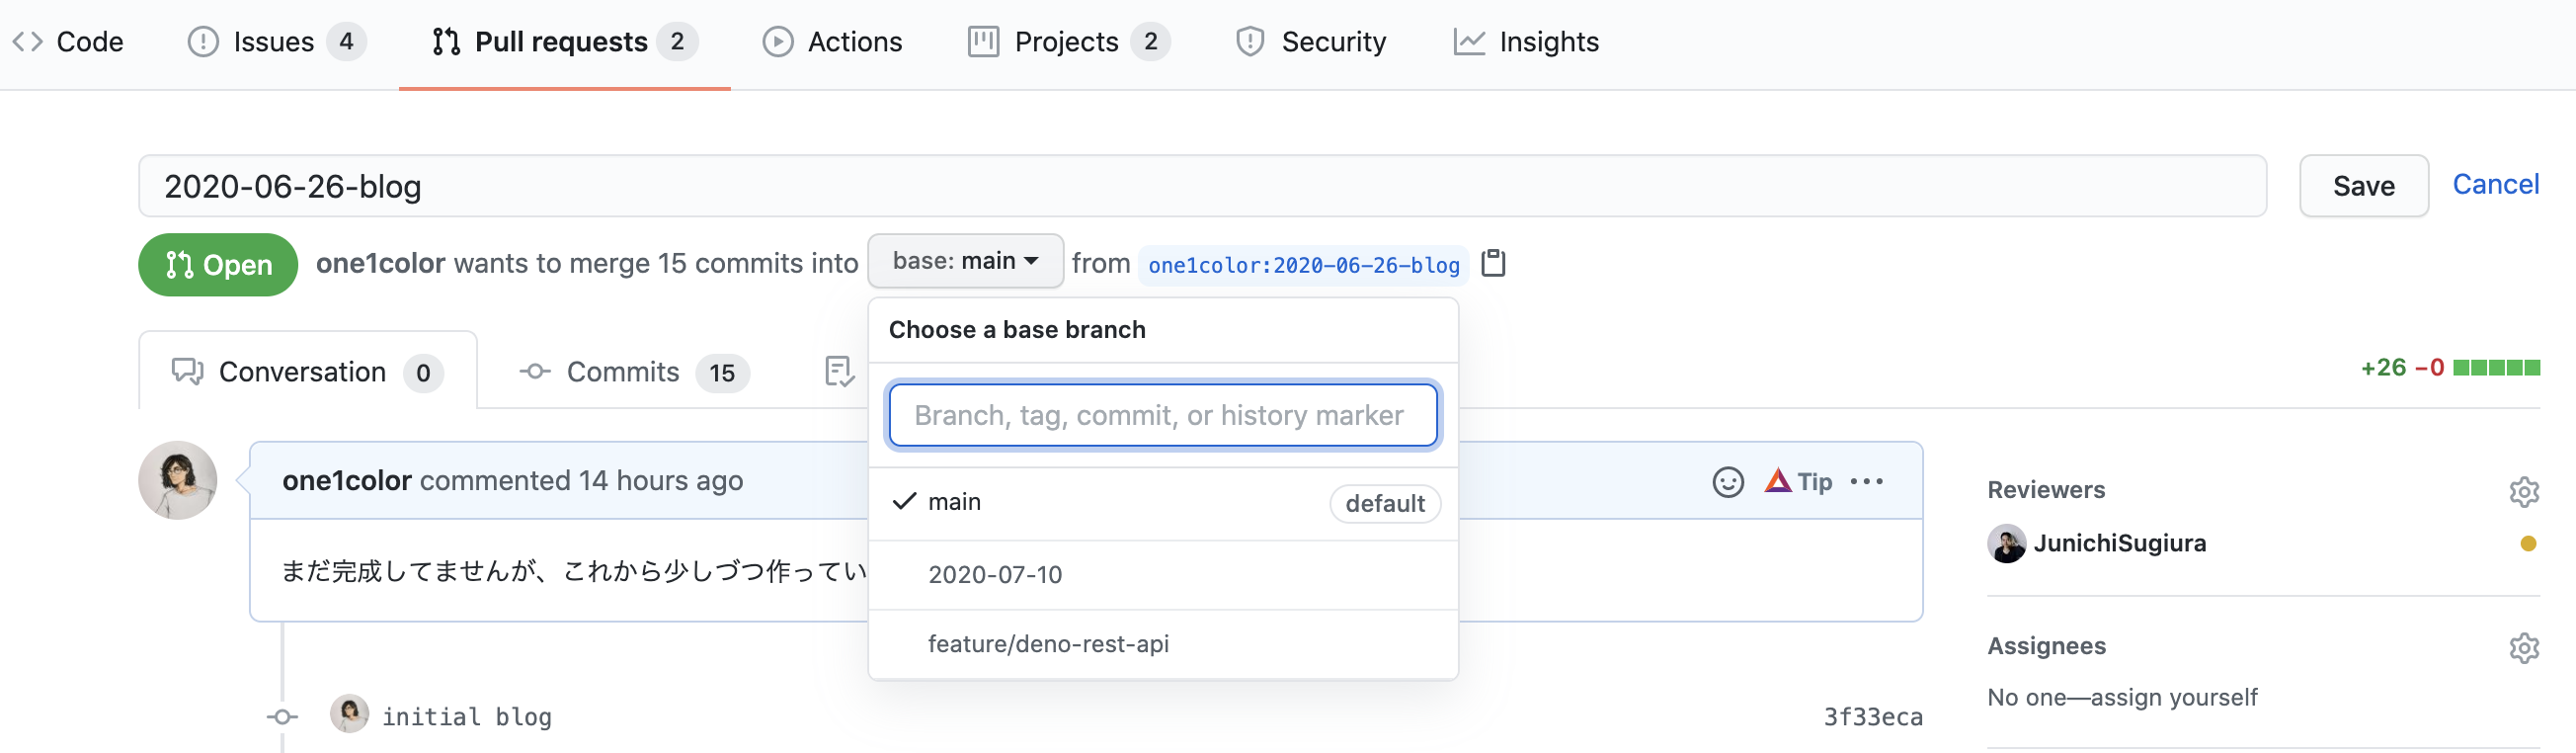 Code Issues 4 Pull requests 2 Actions Projects 2 Security Insights
2020-06-26-blog Save Cancel
Open one1color wants to merge 15 commits into base: main from one1color:2020-06-26-blog
Choose a base branch
Conversation 0 Commits 15 +26 −0
Branch, tag, commit, or history marker
one1color commented 14 hours ago Tip ...
main default
まだ完成してませんが、これから少しづつ作ってい
2020-07-10
feature/deno-rest-api
initial blog 3f33eca
Reviewers
JunichiSugiura
Assignees
No one—assign yourself